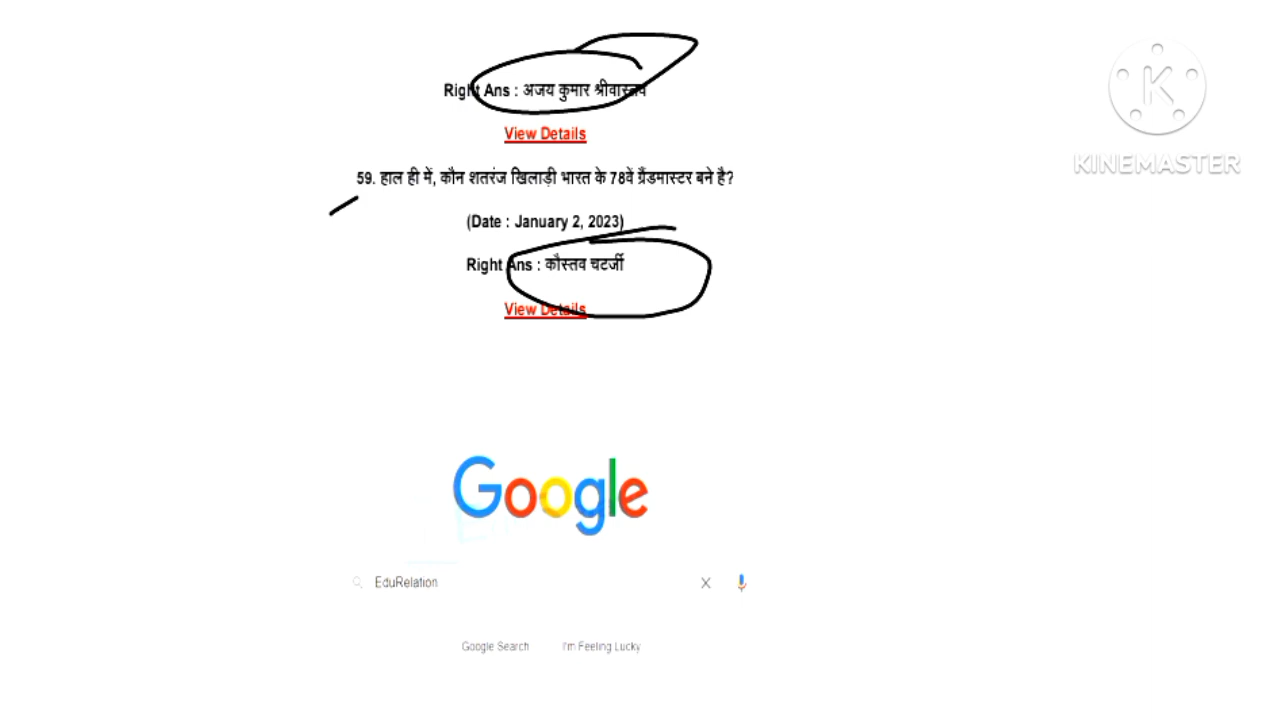 Right Ans : अजय कुमार श्रीवास्तव
View Details
59. हाल ही में, कौन शतरंज खिलाड़ी भारत के 78वें ग्रैंडमास्टर बने है?
(Date : January 2, 2023)
Right Ans : कौस्तव चटर्जी
View Details
Google
EduRelation
Google Search I'm Feeling Lucky
K
KINEMASTER